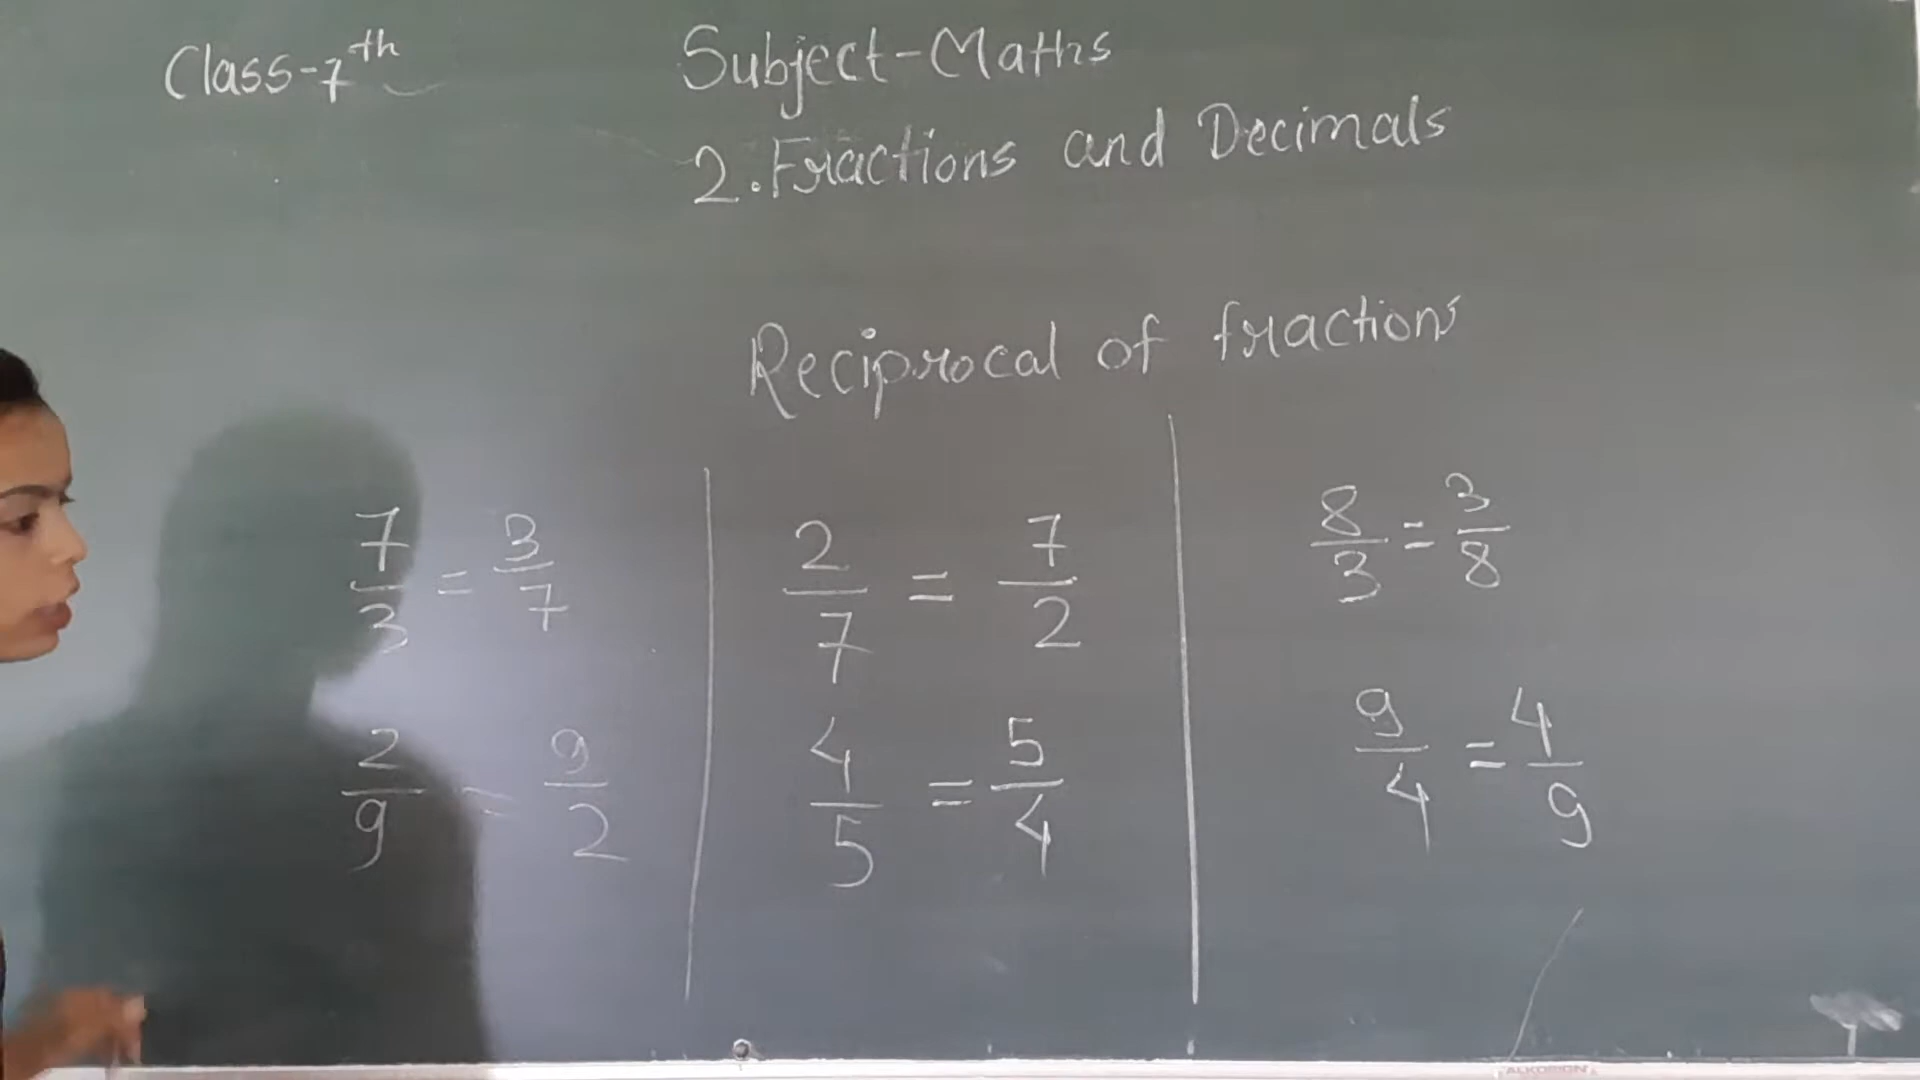 Class-7th
Subject-Maths
2. Fractions and Decimals
Reciprocal of fractions
7/3 = 3/7
2/9 = 9/2
2/7 = 7/2
4/5 = 5/4
8/3 = 3/8
9/4 = 4/9
ALKOSIGN